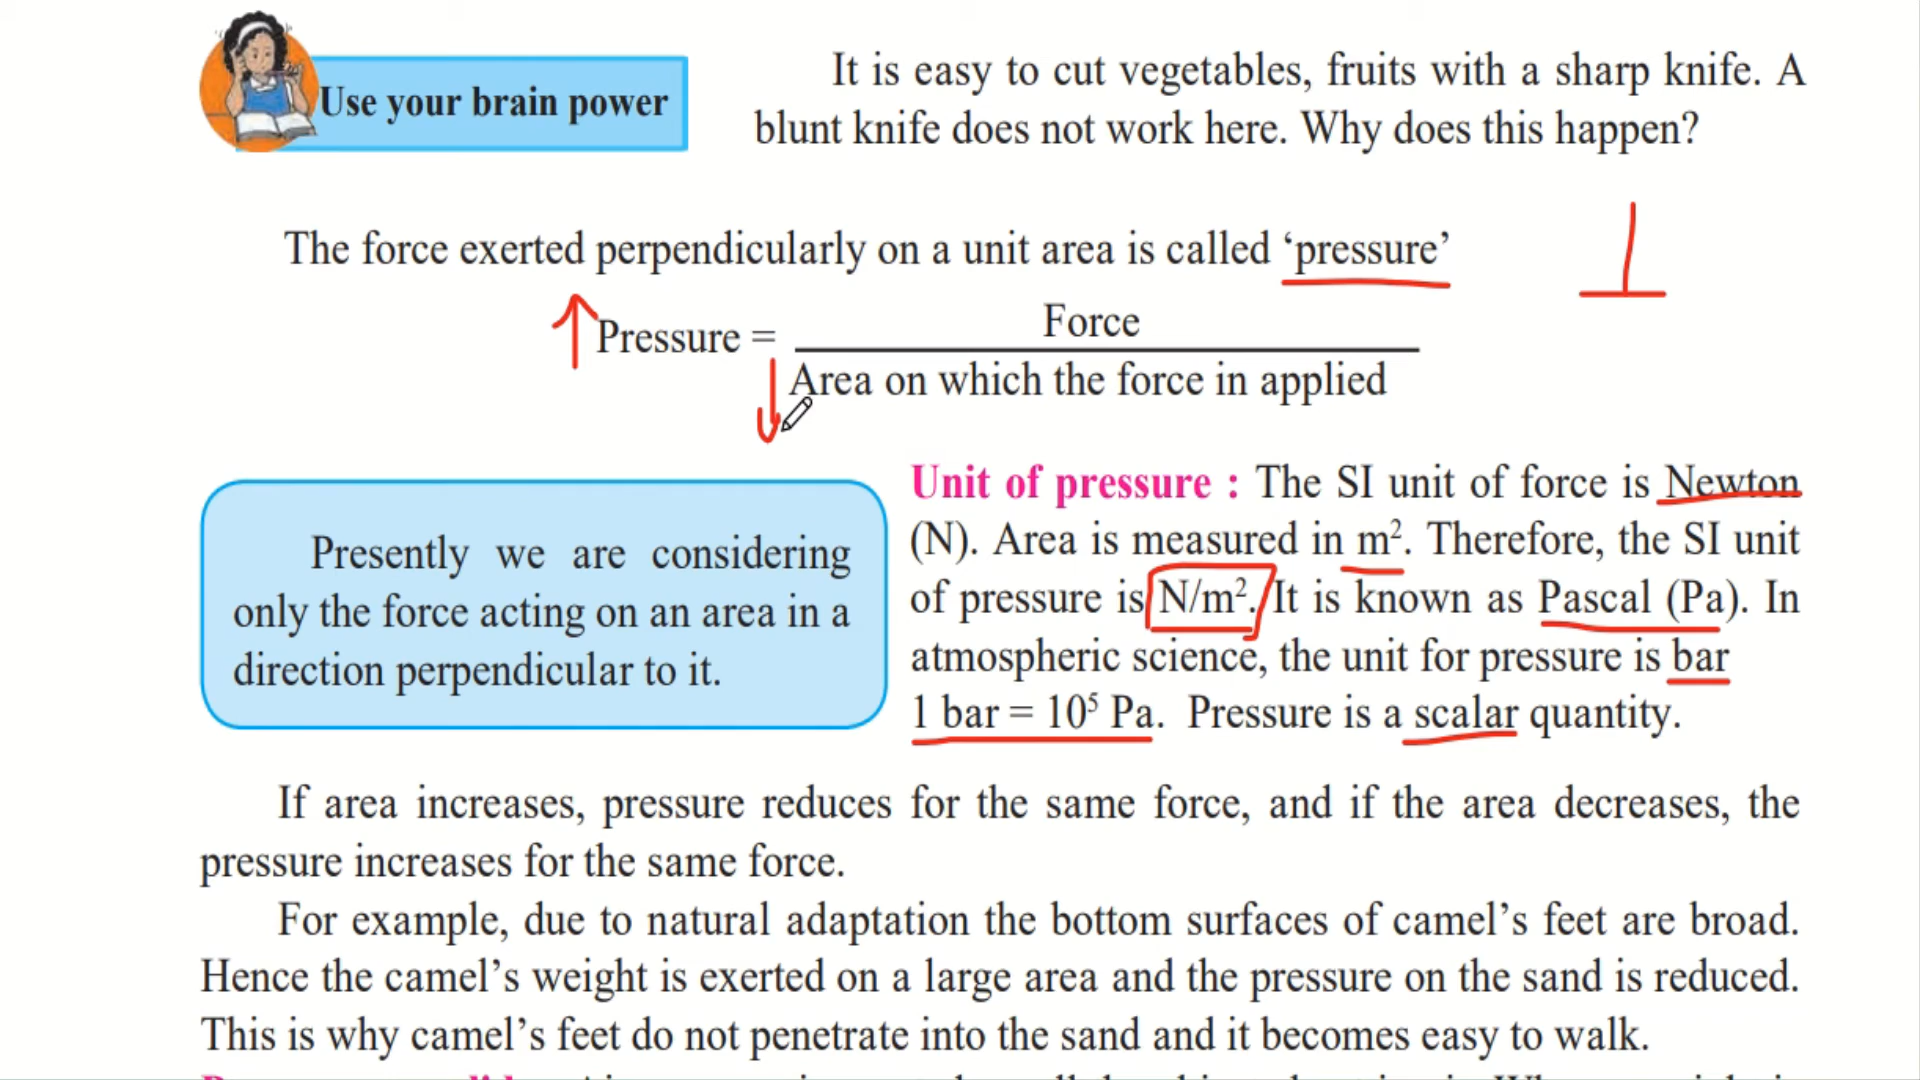 Use your brain power
It is easy to cut vegetables, fruits with a sharp knife. A
blunt knife does not work here. Why does this happen?
The force exerted perpendicularly on a unit area is called ‘pressure’
Pressure = Force
Area on which the force in applied
Presently we are considering
only the force acting on an area in a
direction perpendicular to it.
Unit of pressure : The SI unit of force is Newton
(N). Area is measured in m². Therefore, the SI unit
of pressure is N/m². It is known as Pascal (Pa). In
atmospheric science, the unit for pressure is bar
1 bar = 10⁵ Pa. Pressure is a scalar quantity.
If area increases, pressure reduces for the same force, and if the area decreases, the
pressure increases for the same force.
For example, due to natural adaptation the bottom surfaces of camel’s feet are broad.
Hence the camel’s weight is exerted on a large area and the pressure on the sand is reduced.
This is why camel’s feet do not penetrate into the sand and it becomes easy to walk.